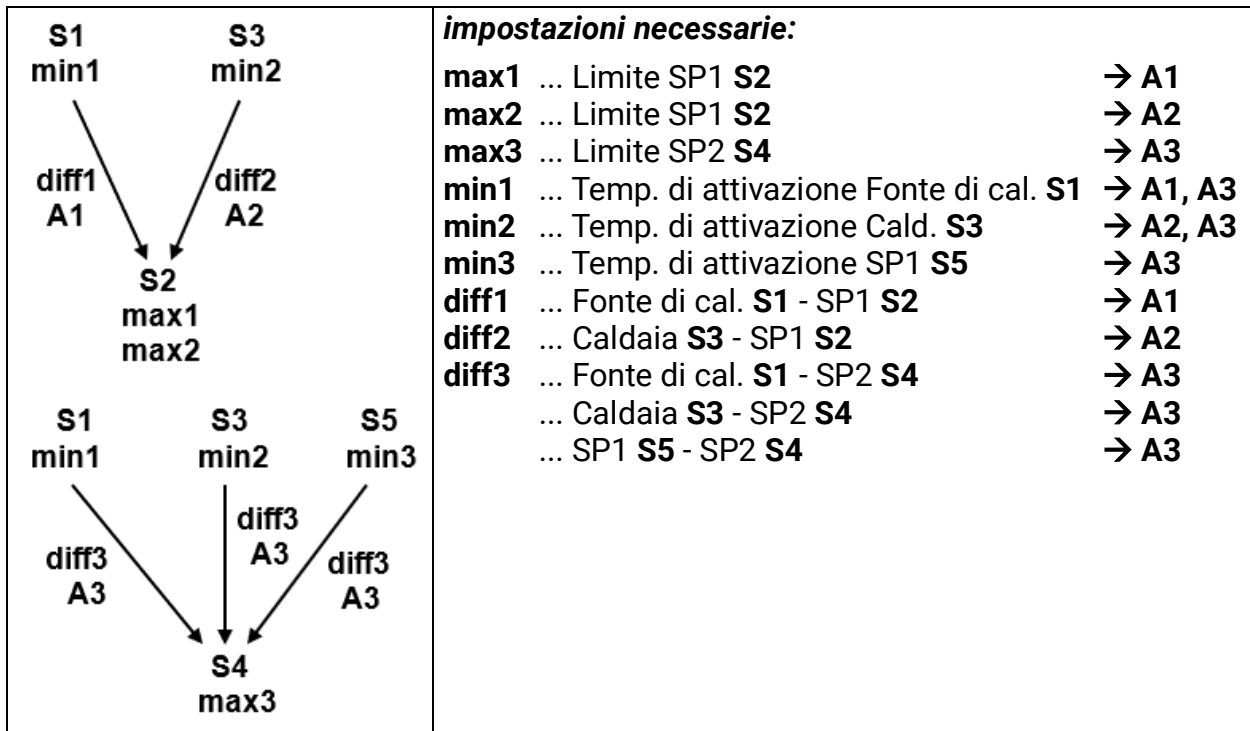 S1 S3
min1 min2
diff1 diff2
A1 A2
S2
max1
max2
S1 S3 S5
min1 min2 min3
diff3
A3
diff3
A3
diff3
A3
S4
max3
impostazioni necessarie:
max1 ... Limite SP1 S2 → A1
max2 ... Limite SP1 S2 → A2
max3 ... Limite SP2 S4 → A3
min1 ... Temp. di attivazione Fonte di cal. S1 → A1, A3
min2 ... Temp. di attivazione Cald. S3 → A2, A3
min3 ... Temp. di attivazione SP1 S5 → A3
diff1 ... Fonte di cal. S1 - SP1 S2 → A1
diff2 ... Caldaia S3 - SP1 S2 → A2
diff3 ... Fonte di cal. S1 - SP2 S4 → A3
... Caldaia S3 - SP2 S4 → A3
... SP1 S5 - SP2 S4 → A3